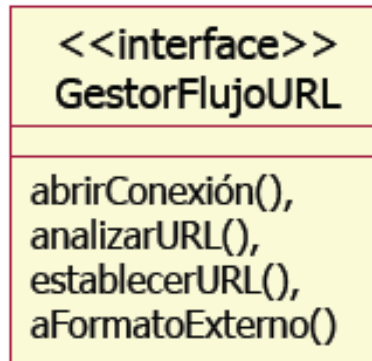 <<interface>>
GestorFlujoURL
abrirConexión(),
analizarURL(),
establecerURL(),
aFormatoExterno()